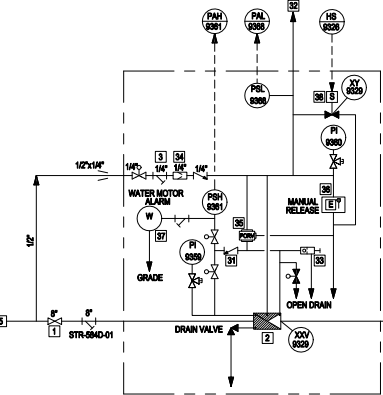 PAH
9361
PAL
9366
32
HS
9326
38
S
XY
9329
PSL
9366
PI
9360
1/2"x1/4"
1/4"
3
1/4"
34
1/4"
1/4"
WATER MOTOR
ALARM
PSH
9361
MANUAL
RELEASE
36
E
W
37
35
PORV
1/2"
PI
9359
31
33
GRADE
OPEN DRAIN
8"
8"
1
STR-584D-01
DRAIN VALVE
2
XXV
9329